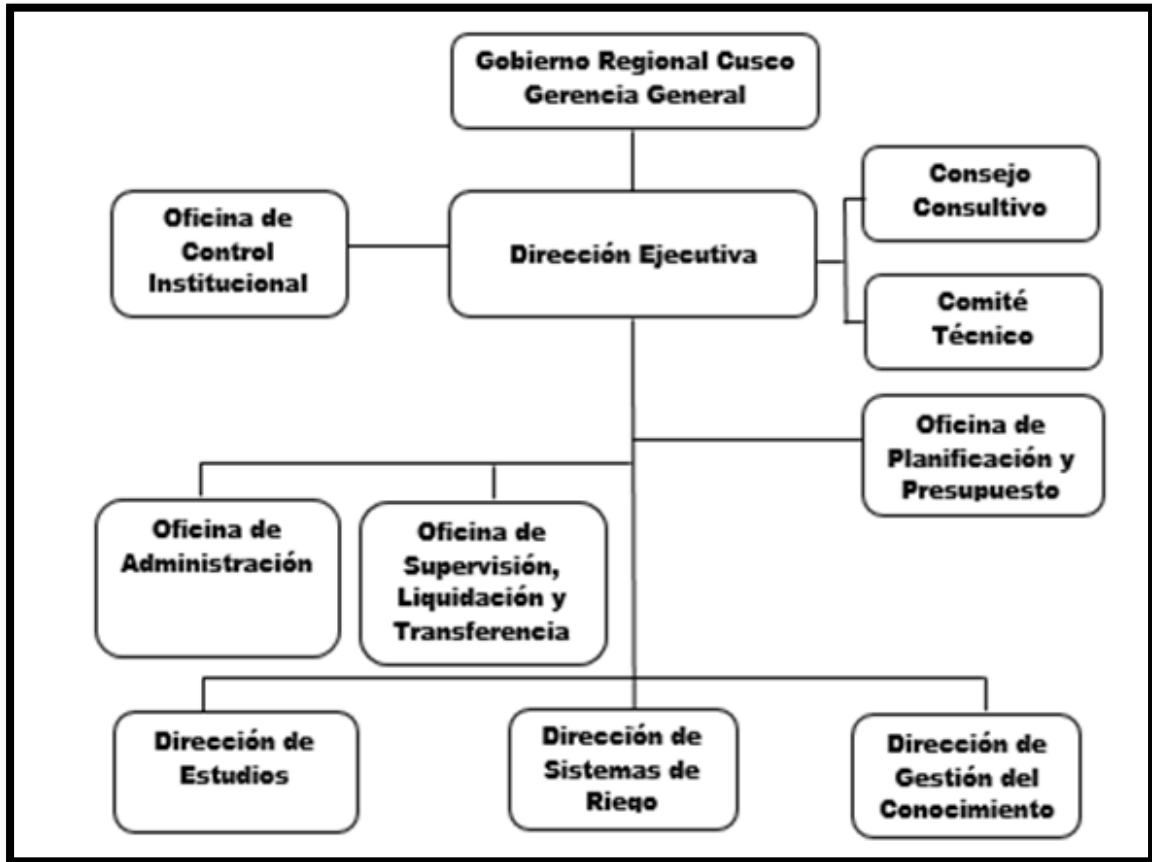 Gobierno Regional Cusco
Gerencia General
Oficina de
Control
Institucional
Dirección Ejecutiva
Consejo
Consultivo
Comité
Técnico
Oficina de
Planificación y
Presupuesto
Oficina de
Administración
Oficina de
Supervisión,
Liquidación y
Transferencia
Dirección de
Estudios
Dirección de
Sistemas de
Riego
Dirección de
Gestión del
Conocimiento